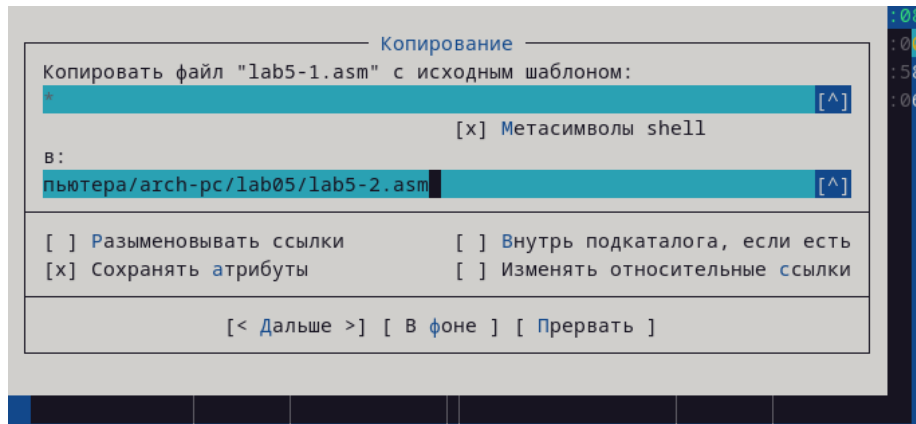 Копирование
Копировать файл "lab5-1.asm" с исходным шаблоном:
* [^]
[x] Метасимволы shell
в:
пьютера/arch-pc/lab05/lab5-2.asm [^]
[ ] Разыменовывать ссылки [ ] Внутрь подкаталога, если есть
[x] Сохранять атрибуты [ ] Изменять относительные ссылки
[< Дальше >] [ В фоне ] [ Прервать ]